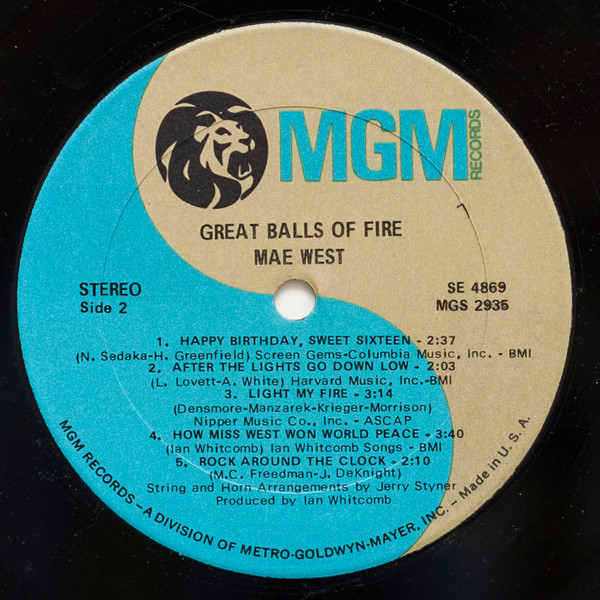 MGM RECORDS
GREAT BALLS OF FIRE
MAE WEST
STEREO
Side 2
SE 4869
MGS 2935
1. HAPPY BIRTHDAY, SWEET SIXTEEN - 2:37
(N. Sedaka-H. Greenfield) Screen Gems-Columbia Music, Inc. - BMI
2. AFTER THE LIGHTS GO DOWN LOW - 2:03
(L. Lovett-A. White) Harvard Music, Inc.-BMI
3. LIGHT MY FIRE - 3:14
(Densmore-Manzarek-Krieger-Morrison)
Nipper Music Co., Inc. - ASCAP
4. HOW MISS WEST WON WORLD PEACE - 3:40
(Ian Whitcomb) Ian Whitcomb Songs - BMI
5. ROCK AROUND THE CLOCK - 2:10
(M.C. Freedman-J. DeKnight)
String and Horn Arrangements by Jerry Styner
Produced by Ian Whitcomb
MGM RECORDS – A DIVISION OF METRO-GOLDWYN-MAYER, INC. – Made in U. S. A.